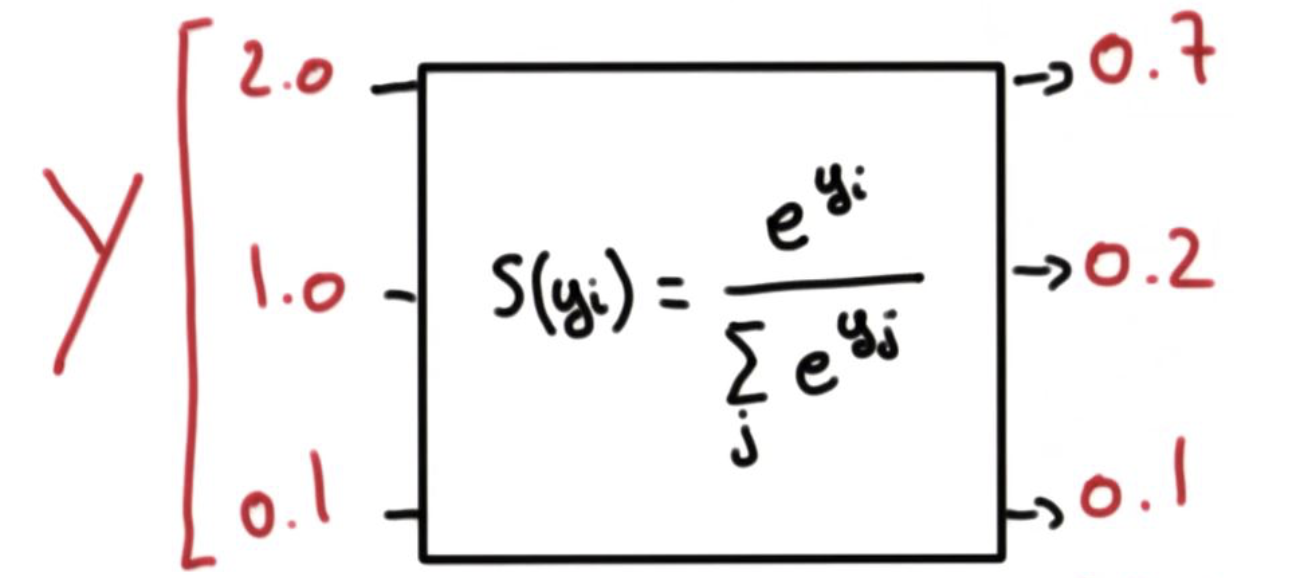 2.0 → 0.7
Y [ 1.0 S(yᵢ) = e^{yᵢ} / ∑ⱼ e^{yⱼ} → 0.2
0.1 → 0.1